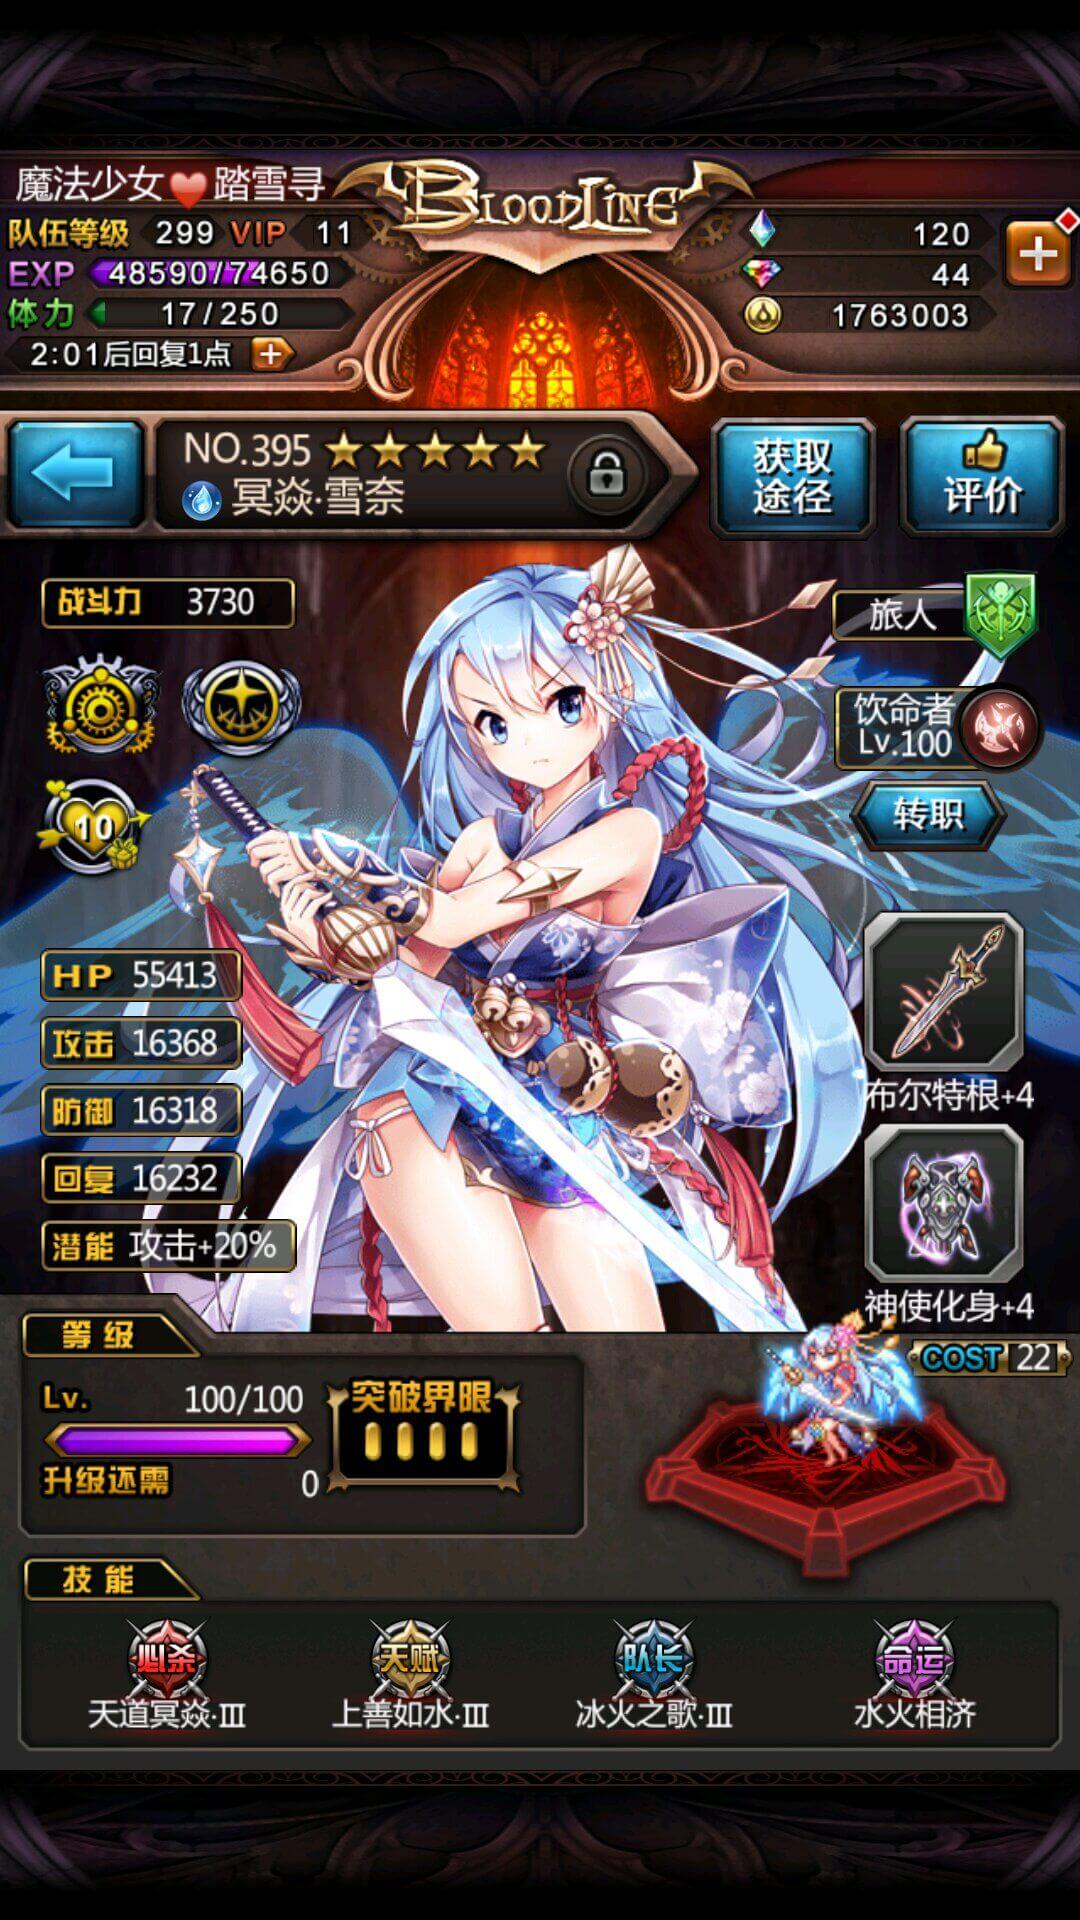 魔法少女❤踏雪寻
BLOODLINE
队伍等级 299 VIP 11
120
EXP 48590/74650
44
体力 17/250
1763003
2:01后回复1点
NO.395 ★★★★★
冥焱·雪奈
获取途径
评价
战斗力 3730
旅人
饮命者
Lv.100
转职
10
HP 55413
攻击 16368
防御 16318
回复 16232
潜能 攻击+20%
布尔特根+4
神使化身+4
等级
COST 22
Lv. 100/100
突破界限
升级还需 0
技能
必杀 天赋 队长 命运
天道冥焱·III 上善如水·III 冰火之歌·III 水火相济